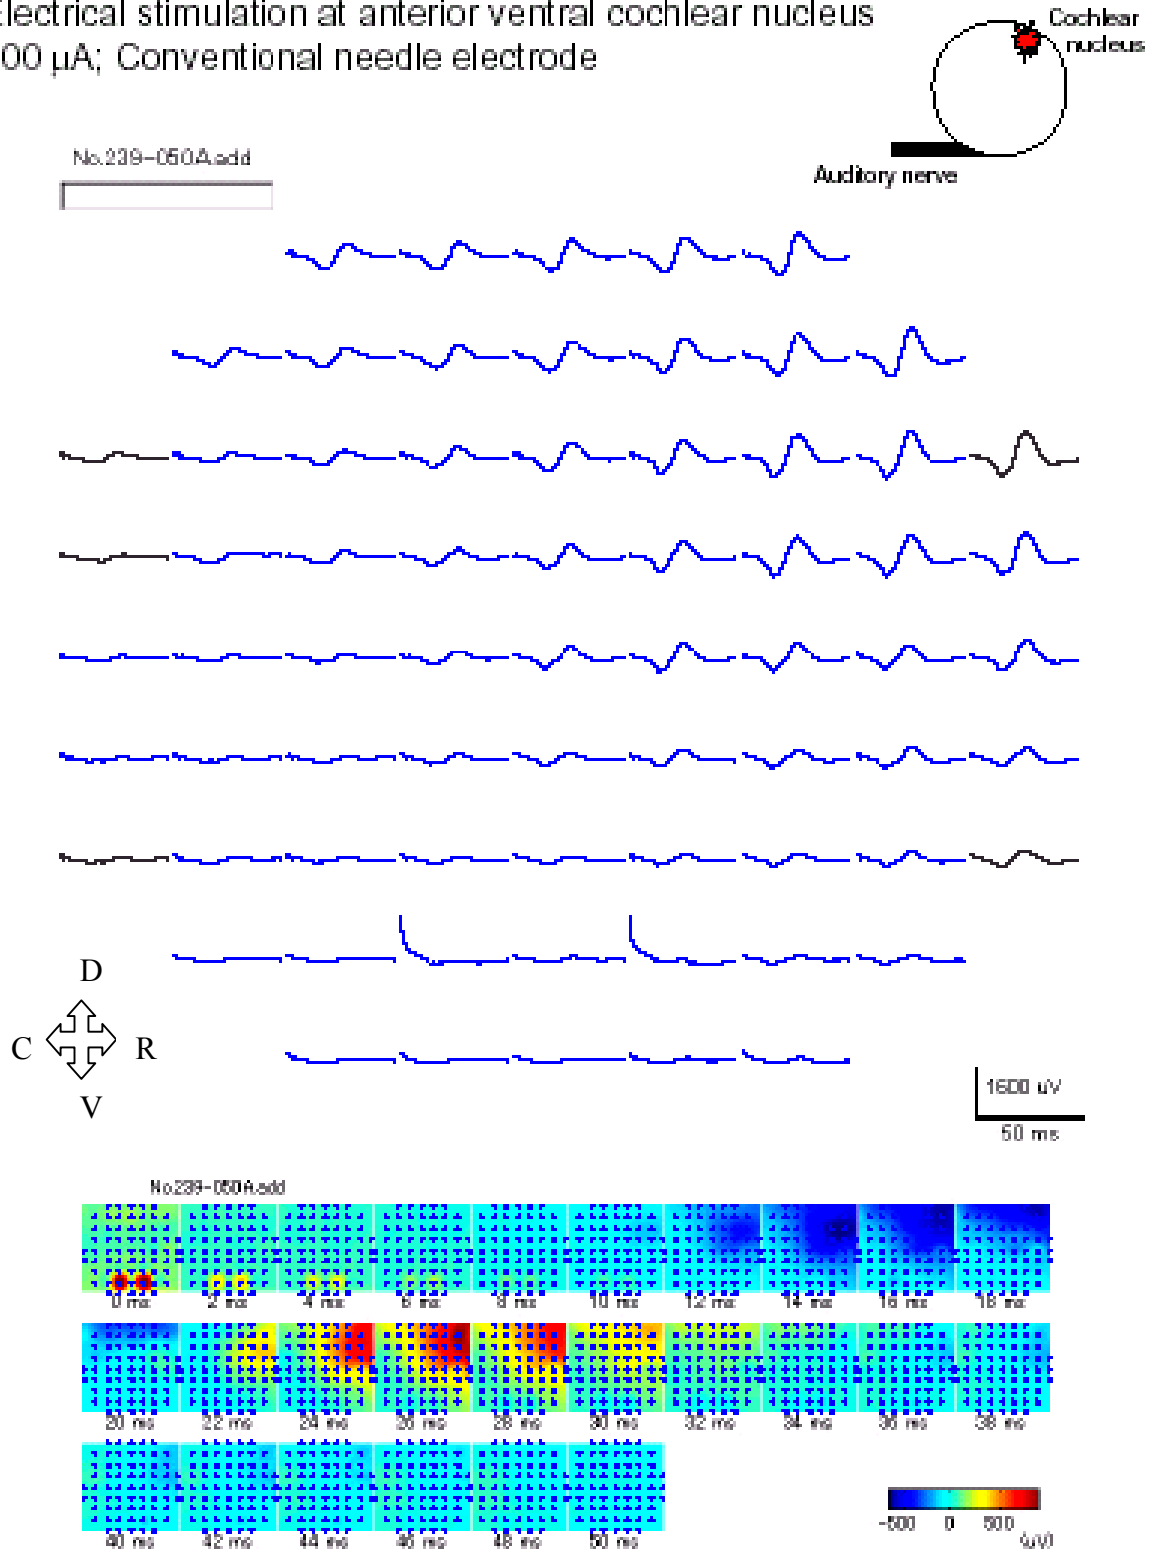 Electrical stimulation at anterior ventral cochlear nucleus
00 μA; Conventional needle electrode
Cochlear
nucleus
Auditory nerve
No.239-050A.add
D
C R
V
1600 uV
50 ms
No.239-050A.add
0 ms 2 ms 4 ms 6 ms 8 ms 10 ms 12 ms 14 ms 16 ms 18 ms
20 ms 22 ms 24 ms 26 ms 28 ms 30 ms 32 ms 34 ms 36 ms 38 ms
40 ms 42 ms 44 ms 46 ms 48 ms 50 ms
-500 0 500
(uV)